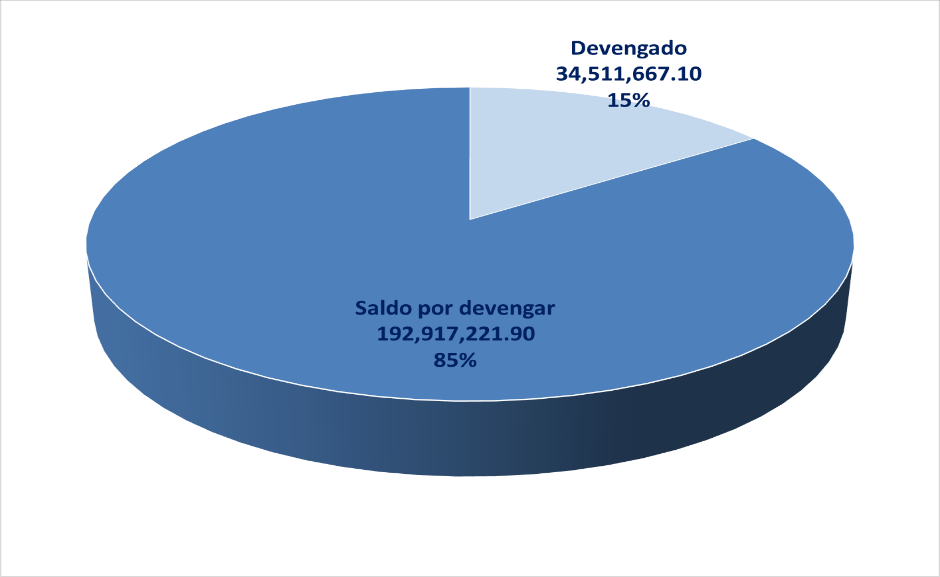 Devengado
34,511,667.10
15%
Saldo por devengar
192,917,221.90
85%